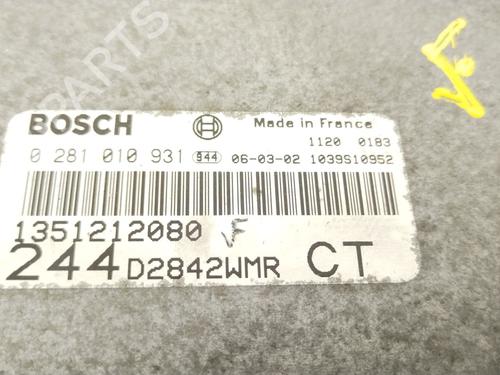 BOSCH
Made in France
1120 0183
0 281 010 931 944 06-03-02 1039S10952
1351212080 F
244 D2842WMR CT